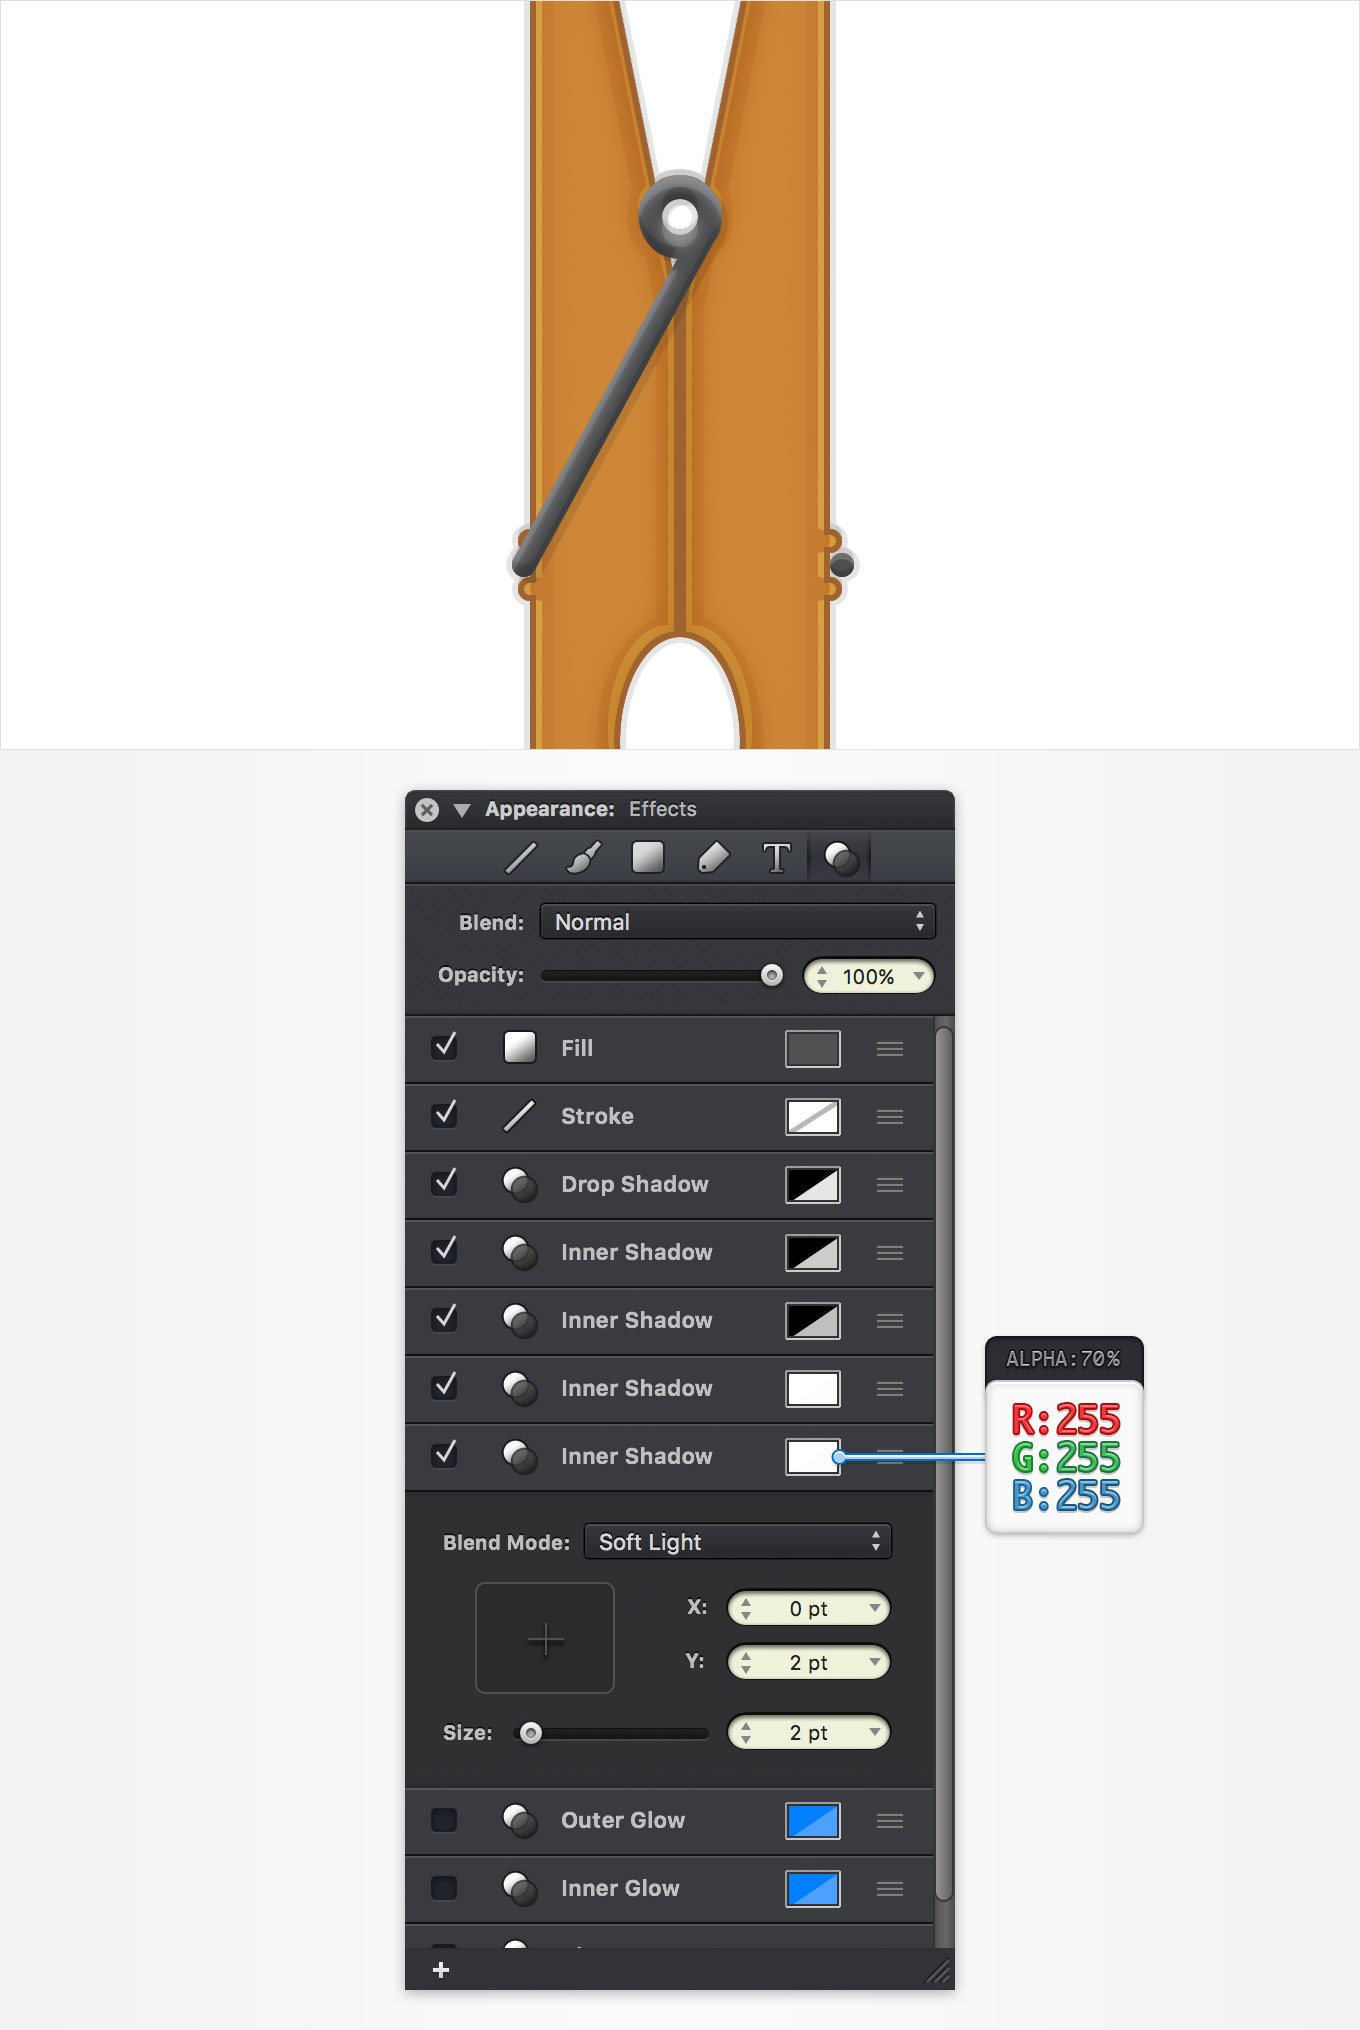 Appearance: Effects
T
Blend: Normal
Opacity: 100%
Fill
Stroke
Drop Shadow
Inner Shadow
Inner Shadow
Inner Shadow
Inner Shadow
ALPHA:70%
R:255
G:255
B:255
Blend Mode: Soft Light
X: 0 pt
Y: 2 pt
Size: 2 pt
Outer Glow
Inner Glow